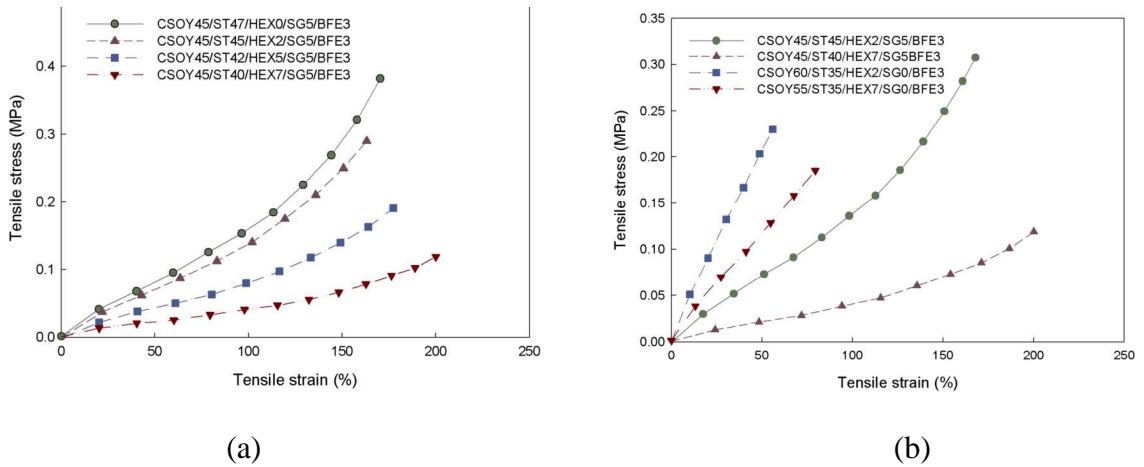 CSOY45/ST47/HEX0/SG5/BFE3
CSOY45/ST45/HEX2/SG5/BFE3
CSOY45/ST42/HEX5/SG5/BFE3
CSOY45/ST40/HEX7/SG5/BFE3
0.4
0.3
0.2
0.1
0.0
Tensile stress (MPa)
0
50
100
150
200
250
Tensile strain (%)
(a)
CSOY45/ST45/HEX2/SG5/BFE3
CSOY45/ST40/HEX7/SG5BFE3
CSOY60/ST35/HEX2/SG0/BFE3
CSOY55/ST35/HEX7/SG0/BFE3
0.35
0.30
0.25
0.20
0.15
0.10
0.05
0.00
Tensile stress (MPa)
0
50
100
150
200
250
Tensile strain (%)
(b)